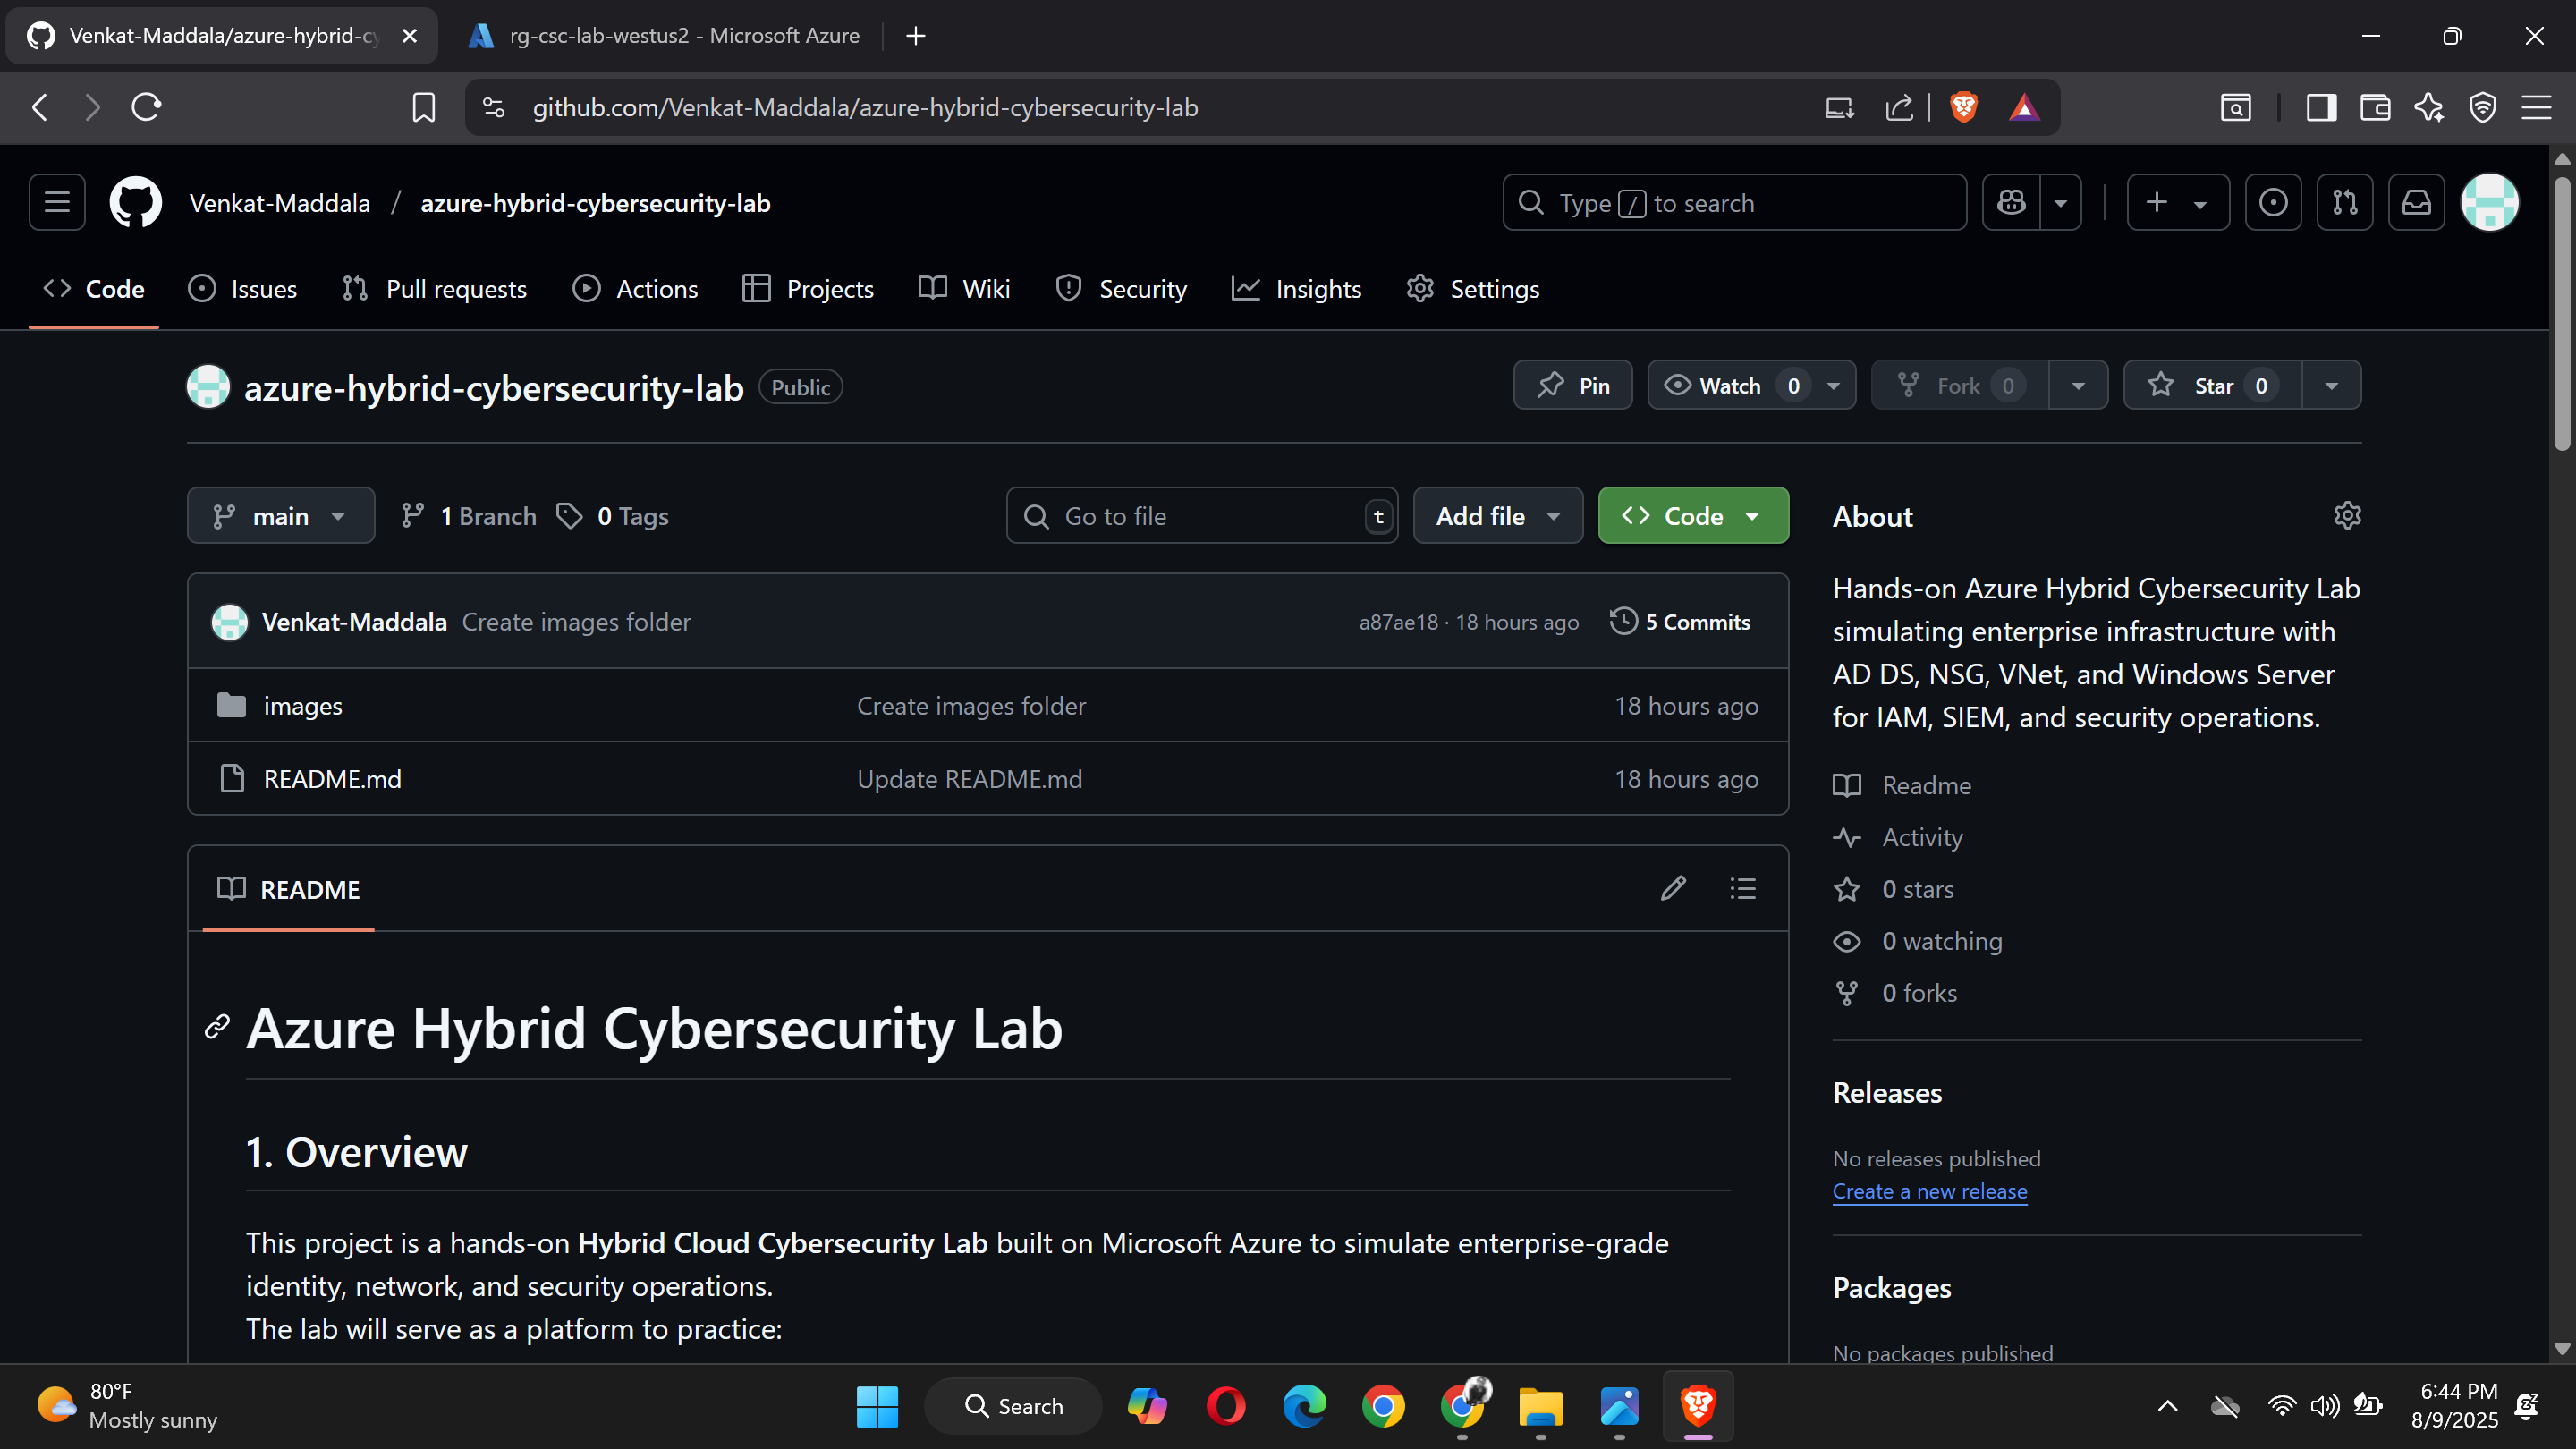 Venkat-Maddala/azure-hybrid-cy
rg-csc-lab-westus2 - Microsoft Azure
github.com/Venkat-Maddala/azure-hybrid-cybersecurity-lab
Venkat-Maddala / azure-hybrid-cybersecurity-lab
Type / to search
Code
Issues
Pull requests
Actions
Projects
Wiki
Security
Insights
Settings
azure-hybrid-cybersecurity-lab
Public
Pin
Watch 0
Fork 0
Star 0
main
1 Branch
0 Tags
Go to file
t
Add file
Code
Venkat-Maddala Create images folder
a87ae18 · 18 hours ago
5 Commits
images
Create images folder
18 hours ago
README.md
Update README.md
18 hours ago
README
Azure Hybrid Cybersecurity Lab
1. Overview
This project is a hands-on Hybrid Cloud Cybersecurity Lab built on Microsoft Azure to simulate enterprise-grade
identity, network, and security operations.
The lab will serve as a platform to practice:
About
Hands-on Azure Hybrid Cybersecurity Lab
simulating enterprise infrastructure with
AD DS, NSG, VNet, and Windows Server
for IAM, SIEM, and security operations.
Readme
Activity
0 stars
0 watching
0 forks
Releases
No releases published
Create a new release
Packages
No packages published
80°F
Mostly sunny
Search
6:44 PM
8/9/2025